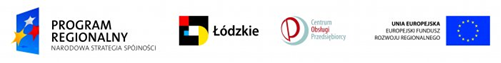 PROGRAM
REGIONALNY
NARODOWA STRATEGIA SPÓJNOŚCI
Łódzkie
Centrum
Obsługi
Przedsiębiorcy
UNIA EUROPEJSKA
EUROPEJSKI FUNDUSZ
ROZWOJU REGIONALNEGO